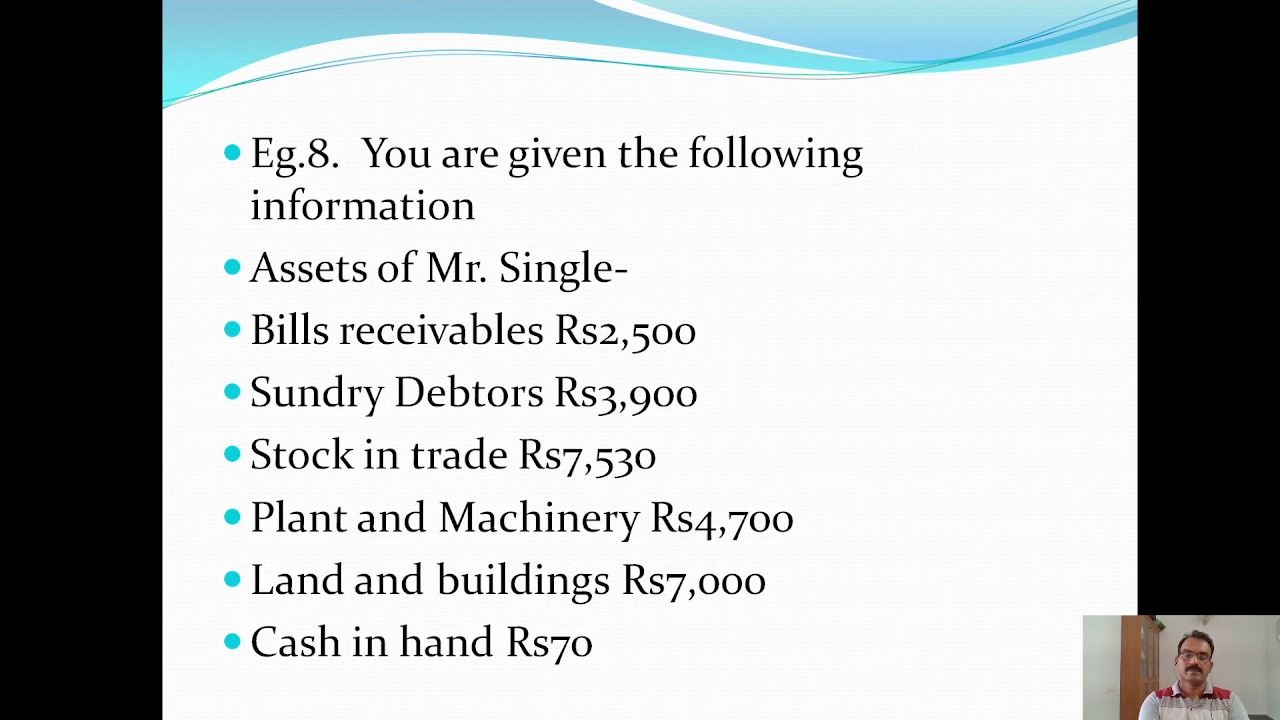 Eg.8. You are given the following
information
Assets of Mr. Single-
Bills receivables Rs2,500
Sundry Debtors Rs3,900
Stock in trade Rs7,530
Plant and Machinery Rs4,700
Land and buildings Rs7,000
Cash in hand Rs70